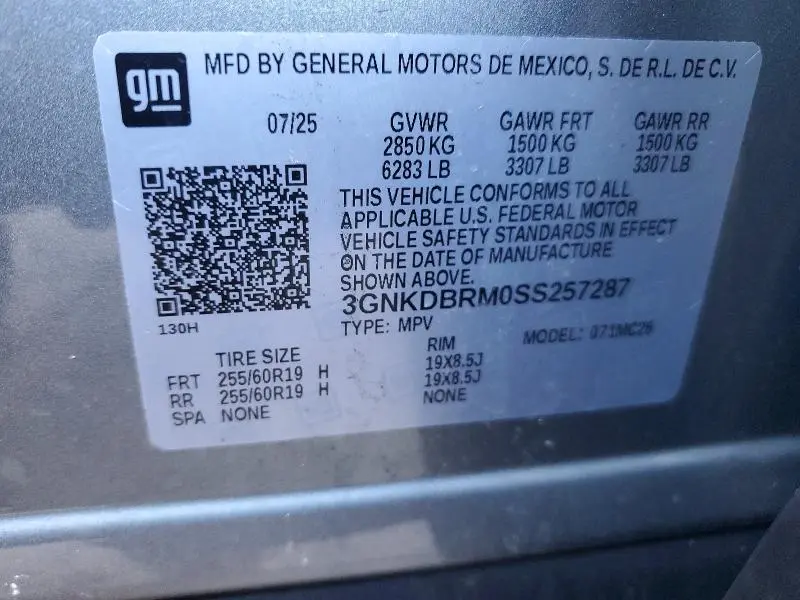 gm
MFD BY GENERAL MOTORS DE MEXICO, S. DE R.L. DE C.V.
07/25 GVWR GAWR FRT GAWR RR
2850 KG 1500 KG 1500 KG
6283 LB 3307 LB 3307 LB
THIS VEHICLE CONFORMS TO ALL
APPLICABLE U.S. FEDERAL MOTOR
VEHICLE SAFETY STANDARDS IN EFFECT
ON THE DATE OF MANUFACTURE
SHOWN ABOVE.
3GNKDBRM0SS257287
130H
TYPE: MPV MODEL: 071MC26
TIRE SIZE RIM
FRT 255/60R19 H 19X8.5J
RR 255/60R19 H 19X8.5J
SPA NONE NONE